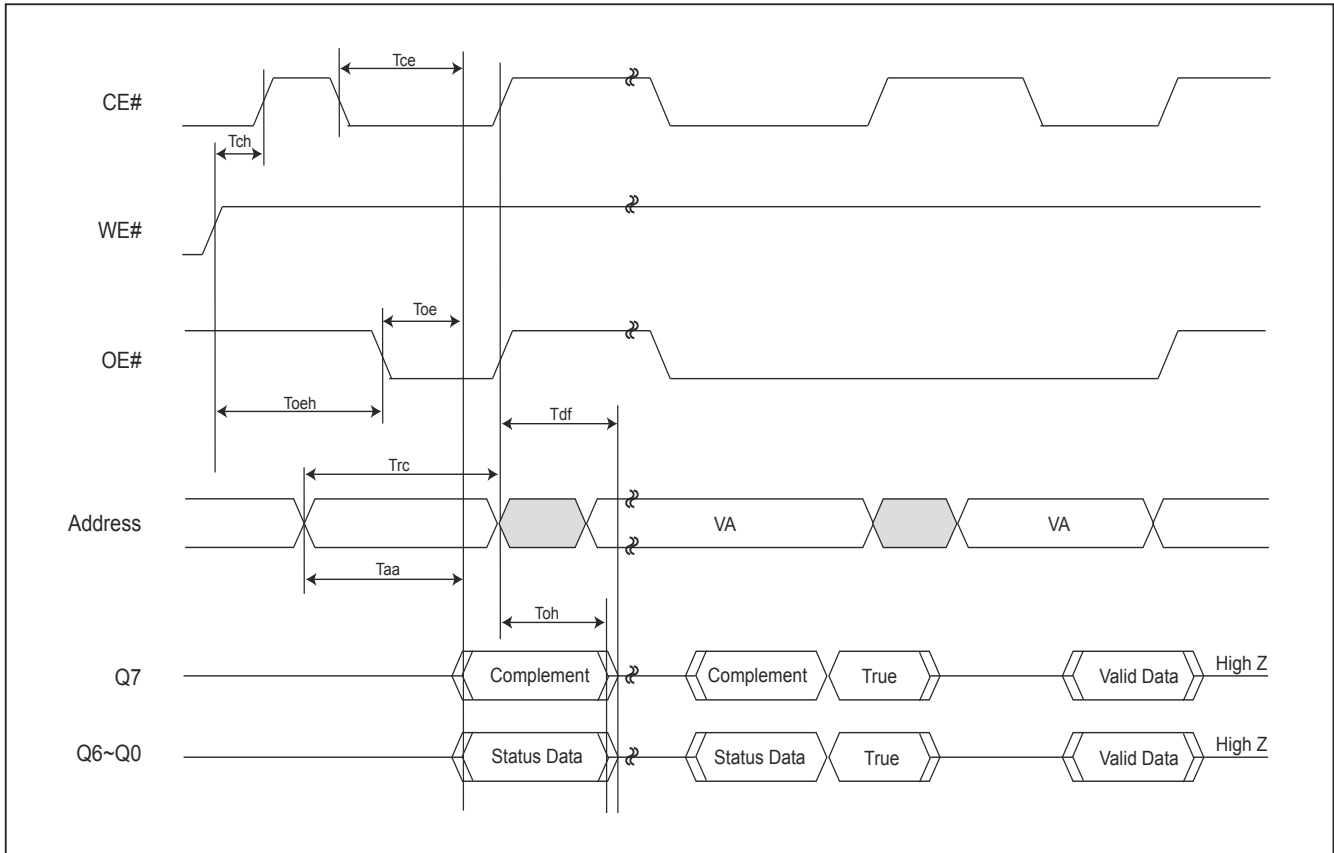 Tce
CE#
Tch
WE#
Toe
OE#
Toeh
Tdf
Trc
Address
VA
VA
Taa
Toh
Q7
Complement
Complement
True
Valid Data
High Z
Q6~Q0
Status Data
Status Data
True
Valid Data
High Z